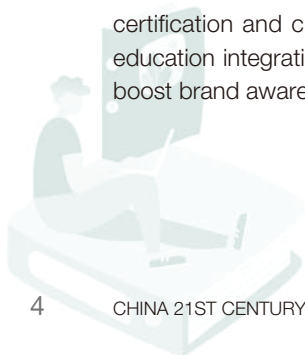 certification and c
education integrati
boost brand aware
4 CHINA 21ST CENTURY